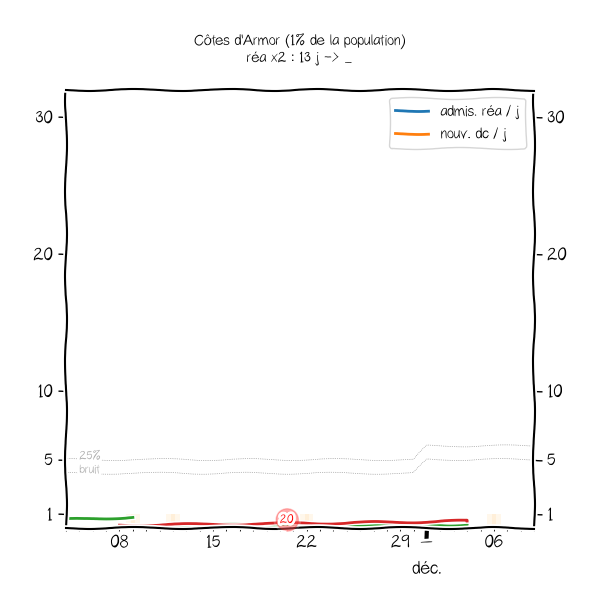 Côtes d'Armor (1% de la population)
réa x2 : 13 j -> _
admis. réa / j
nouv. dc / j
30
30
20
20
10
10
25%
5
5
bruit
1
20
1
08
15
22
29
06
déc.